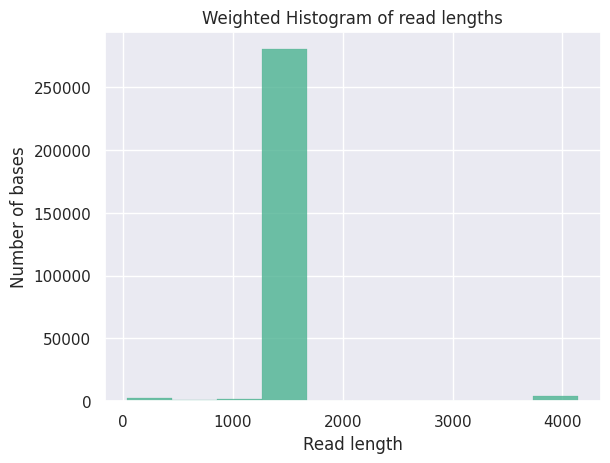 Weighted Histogram of read lengths
Number of bases
250000
200000
150000
100000
50000
0
0 1000 2000 3000 4000
Read length